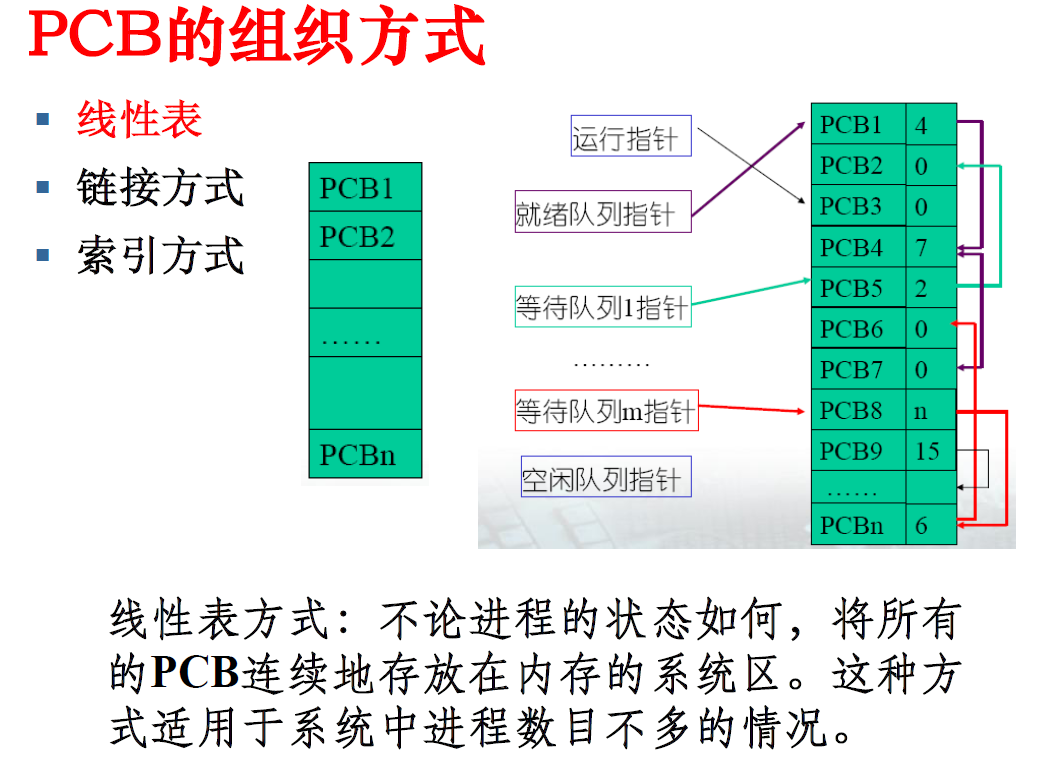 PCB的组织方式
线性表
链接方式
索引方式
PCB1
PCB2
……
PCBn
运行指针
就绪队列指针
等待队列1指针
………
等待队列m指针
空闲队列指针
PCB1 4
PCB2 0
PCB3 0
PCB4 7
PCB5 2
PCB6 0
PCB7 0
PCB8 n
PCB9 15
……
PCBn 6
线性表方式：不论进程的状态如何，将所有
的PCB连续地存放在内存的系统区。这种方
式适用于系统中进程数目不多的情况。